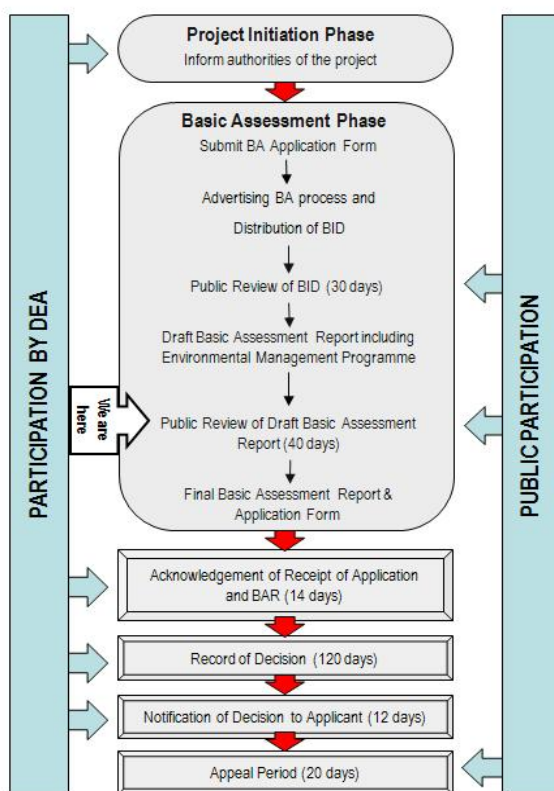 PARTICIPATION BY DEA
Project Initiation Phase
Inform authorities of the project
Basic Assessment Phase
Submit BA Application Form
Advertising BA process and
Distribution of BID
Public Review of BID (30 days)
Draft Basic Assessment Report including
Environmental Management Programme
We are
here
Public Review of Draft Basic Assessment
Report (40 days)
Final Basic Assessment Report &
Application Form
Acknowledgement of Receipt of Application
and BAR (14 days)
Record of Decision (120 days)
Notification of Decision to Applicant (12 days)
Appeal Period (20 days)
PUBLIC PARTICIPATION